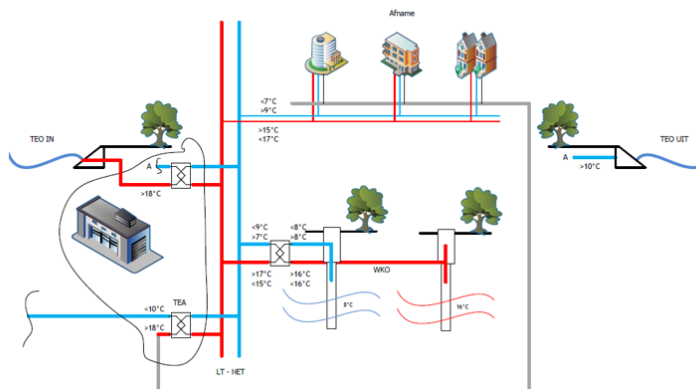 Afname
<7°C
>9°C
>15°C
<17°C
TEO IN
A
>18°C
TEO UIT
A
>10°C
<9°C
>7°C
<8°C
>8°C
>17°C
<15°C
>16°C
<16°C
WKO
8°C
16°C
<10°C
TEA
>18°C
LT - NET